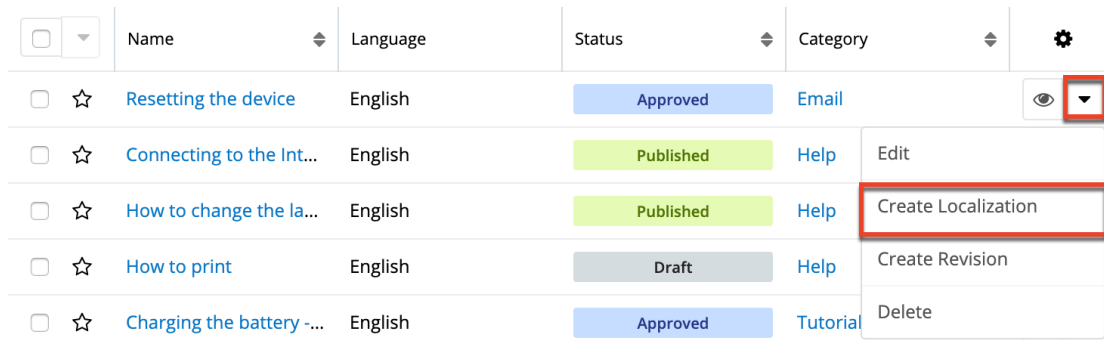 Name Language Status Category
Resetting the device English Approved Email
Connecting to the Int... English Published Help
Edit
How to change the la... English Published Help
Create Localization
How to print English Draft Help
Create Revision
Charging the battery -... English Approved Tutorial
Delete